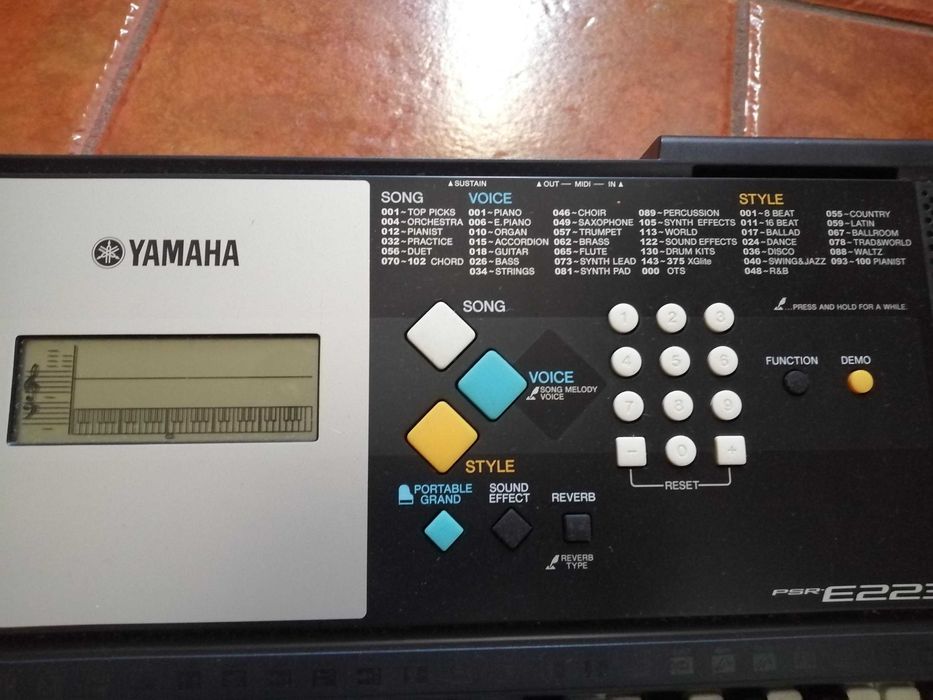 ▲SUSTAIN ▲OUT — MIDI — IN▲
SONG
001~TOP PICKS
004~ORCHESTRA
012~PIANIST
032~PRACTICE
056~DUET
070~102 CHORD
VOICE
001~PIANO
006~E.PIANO
010~ORGAN
015~ACCORDION
018~GUITAR
026~BASS
034~STRINGS
046~CHOIR
049~SAXOPHONE
057~TRUMPET
062~BRASS
065~FLUTE
073~SYNTH LEAD
081~SYNTH PAD
089~PERCUSSION
105~SYNTH EFFECTS
113~WORLD
122~SOUND EFFECTS
130~DRUM KITS
143~375 XGlite
000 OTS
STYLE
001~8 BEAT
011~16 BEAT
017~BALLAD
024~DANCE
036~DISCO
040~SWING&JAZZ
048~R&B
055~COUNTRY
059~LATIN
067~BALLROOM
078~TRAD&WORLD
088~WALTZ
093~100 PIANIST
YAMAHA
SONG
...PRESS AND HOLD FOR A WHILE.
1 2 3
4 5 6
7 8 9
- 0 +
RESET
FUNCTION DEMO
VOICE
SONG MELODY
VOICE
STYLE
PORTABLE
GRAND
SOUND
EFFECT
REVERB
REVERB
TYPE
PSR-E223